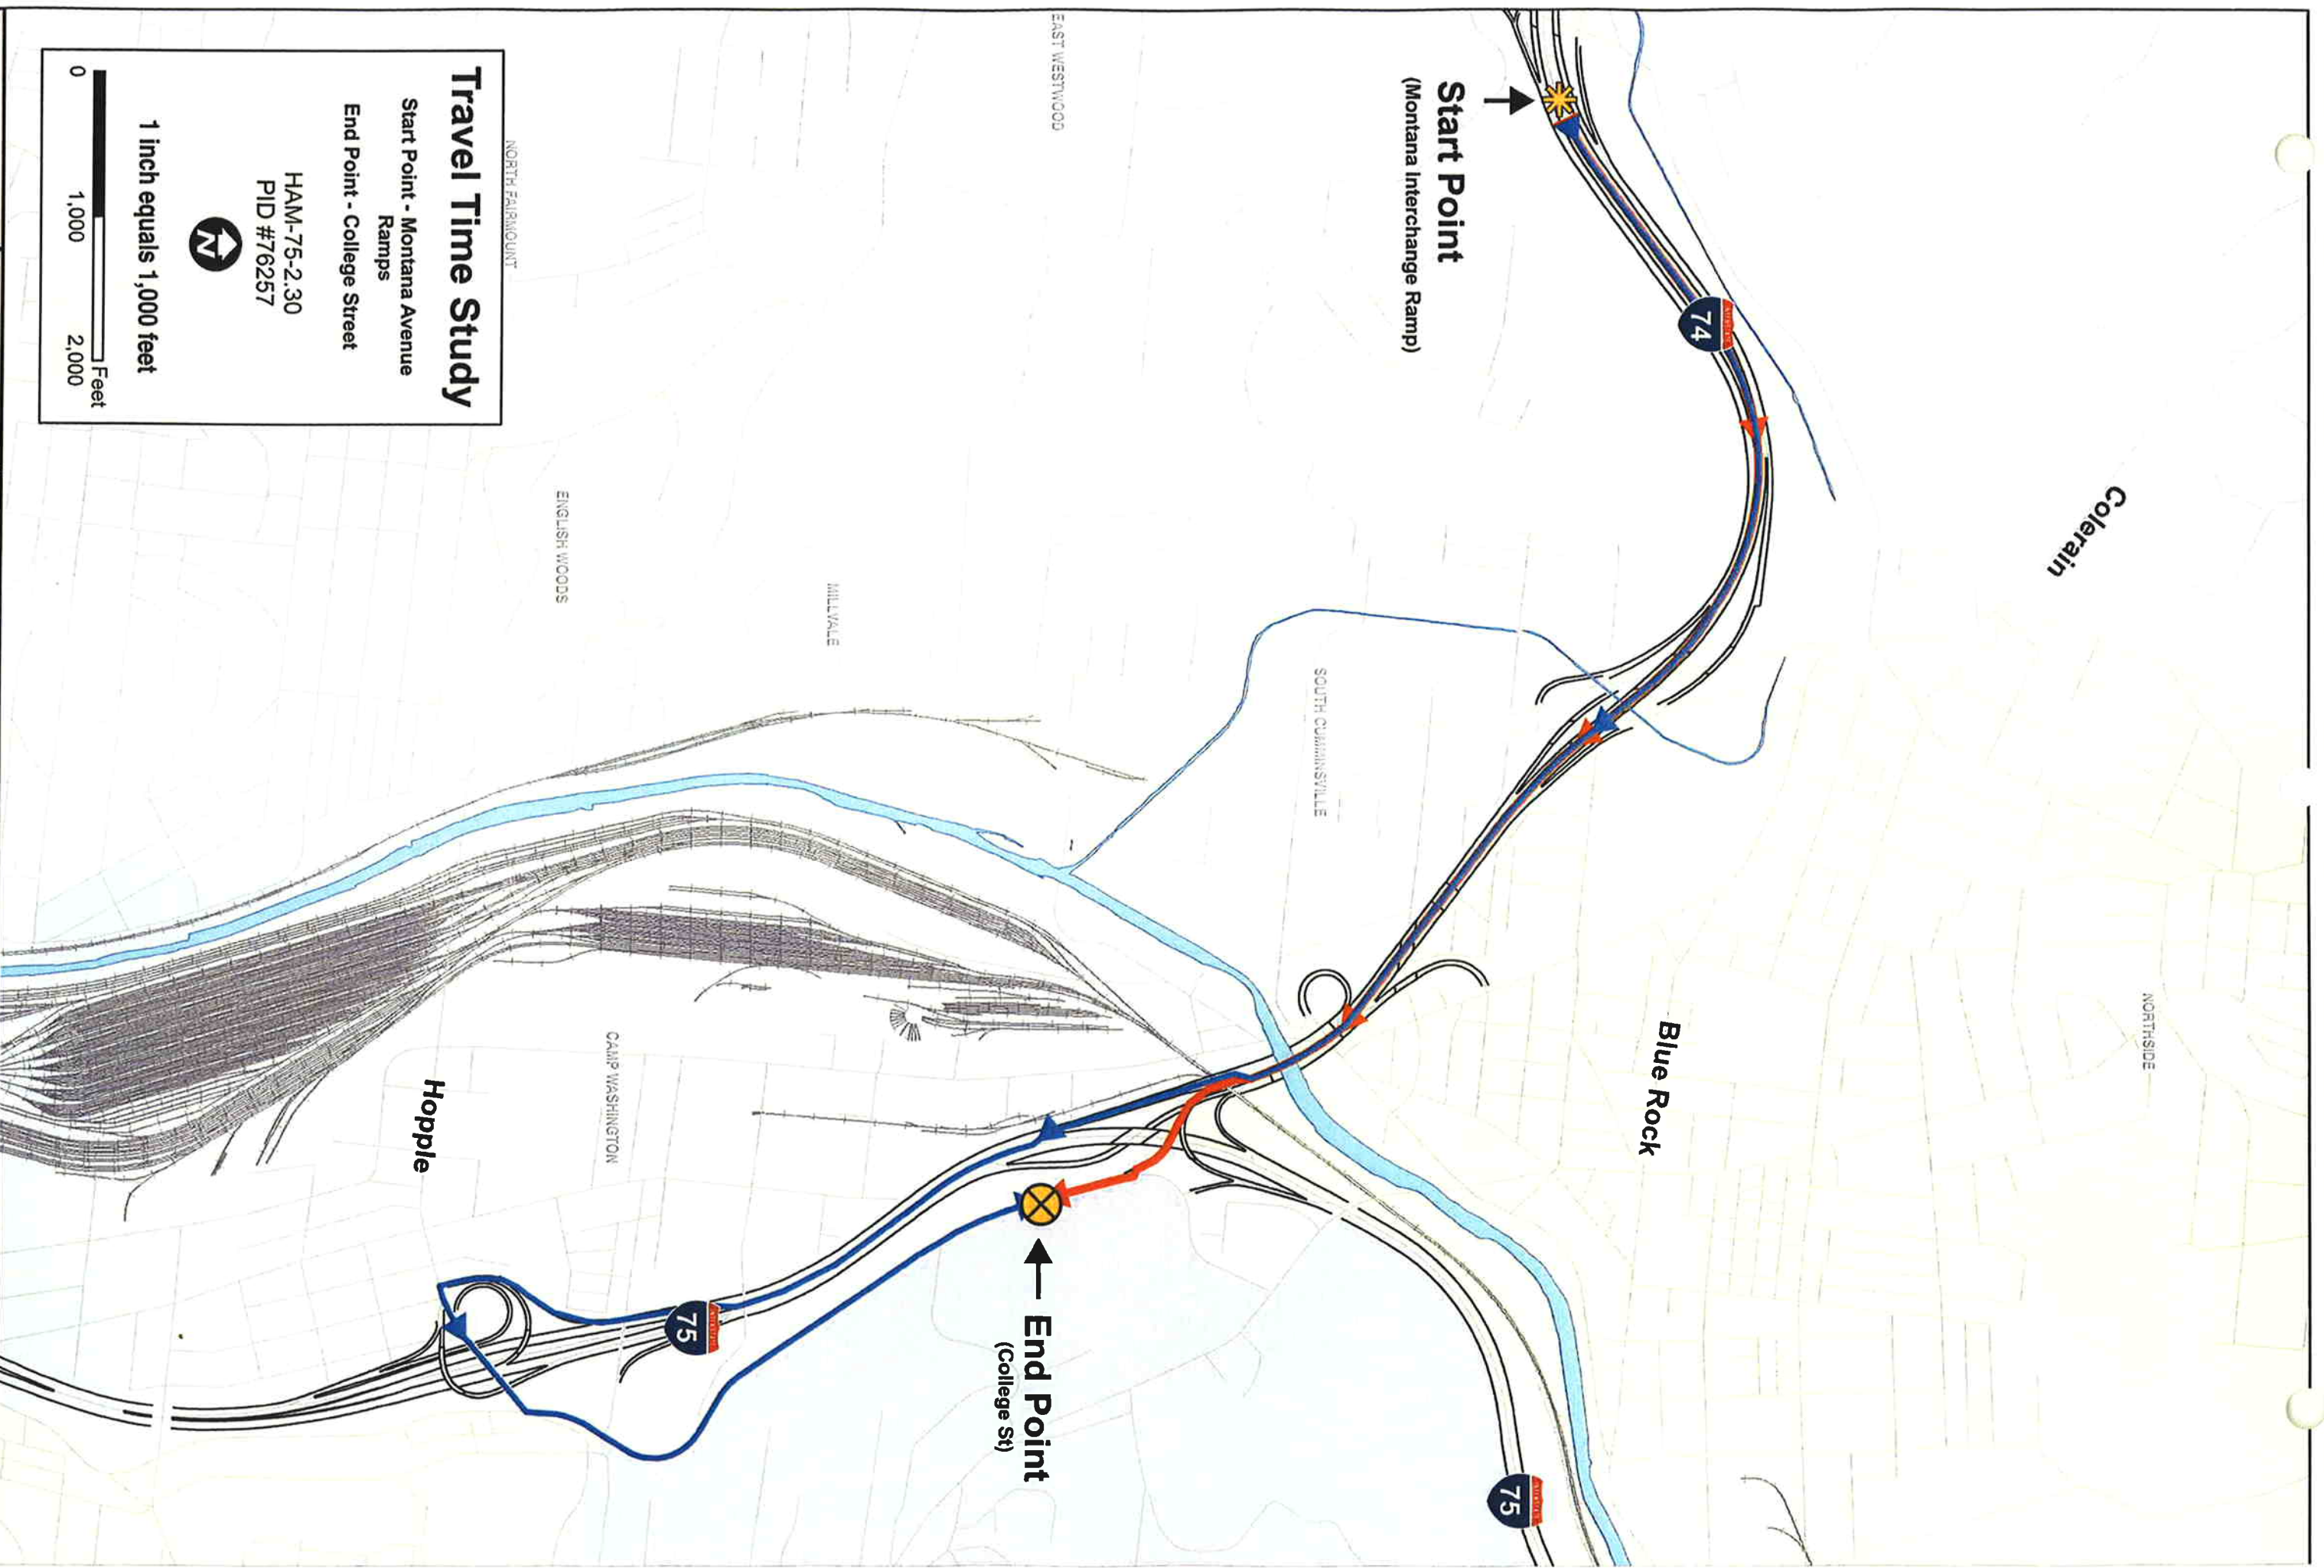 Colerain
NORTHSIDE
Blue Rock
INTERSTATE
74
Start Point
(Montana Interchange Ramp)
SOUTH CUMMINSVILLE
EAST WESTWOOD
MILLVALE
ENGLISH WOODS
NORTH FAIRMOUNT
CAMP WASHINGTON
Hopple
INTERSTATE
75
End Point
(College St)
INTERSTATE
75
Travel Time Study
Start Point - Montana Avenue
Ramps
End Point - College Street
HAM-75-2.30
PID #76257
N
1 inch equals 1,000 feet
Feet
0 1,000 2,000